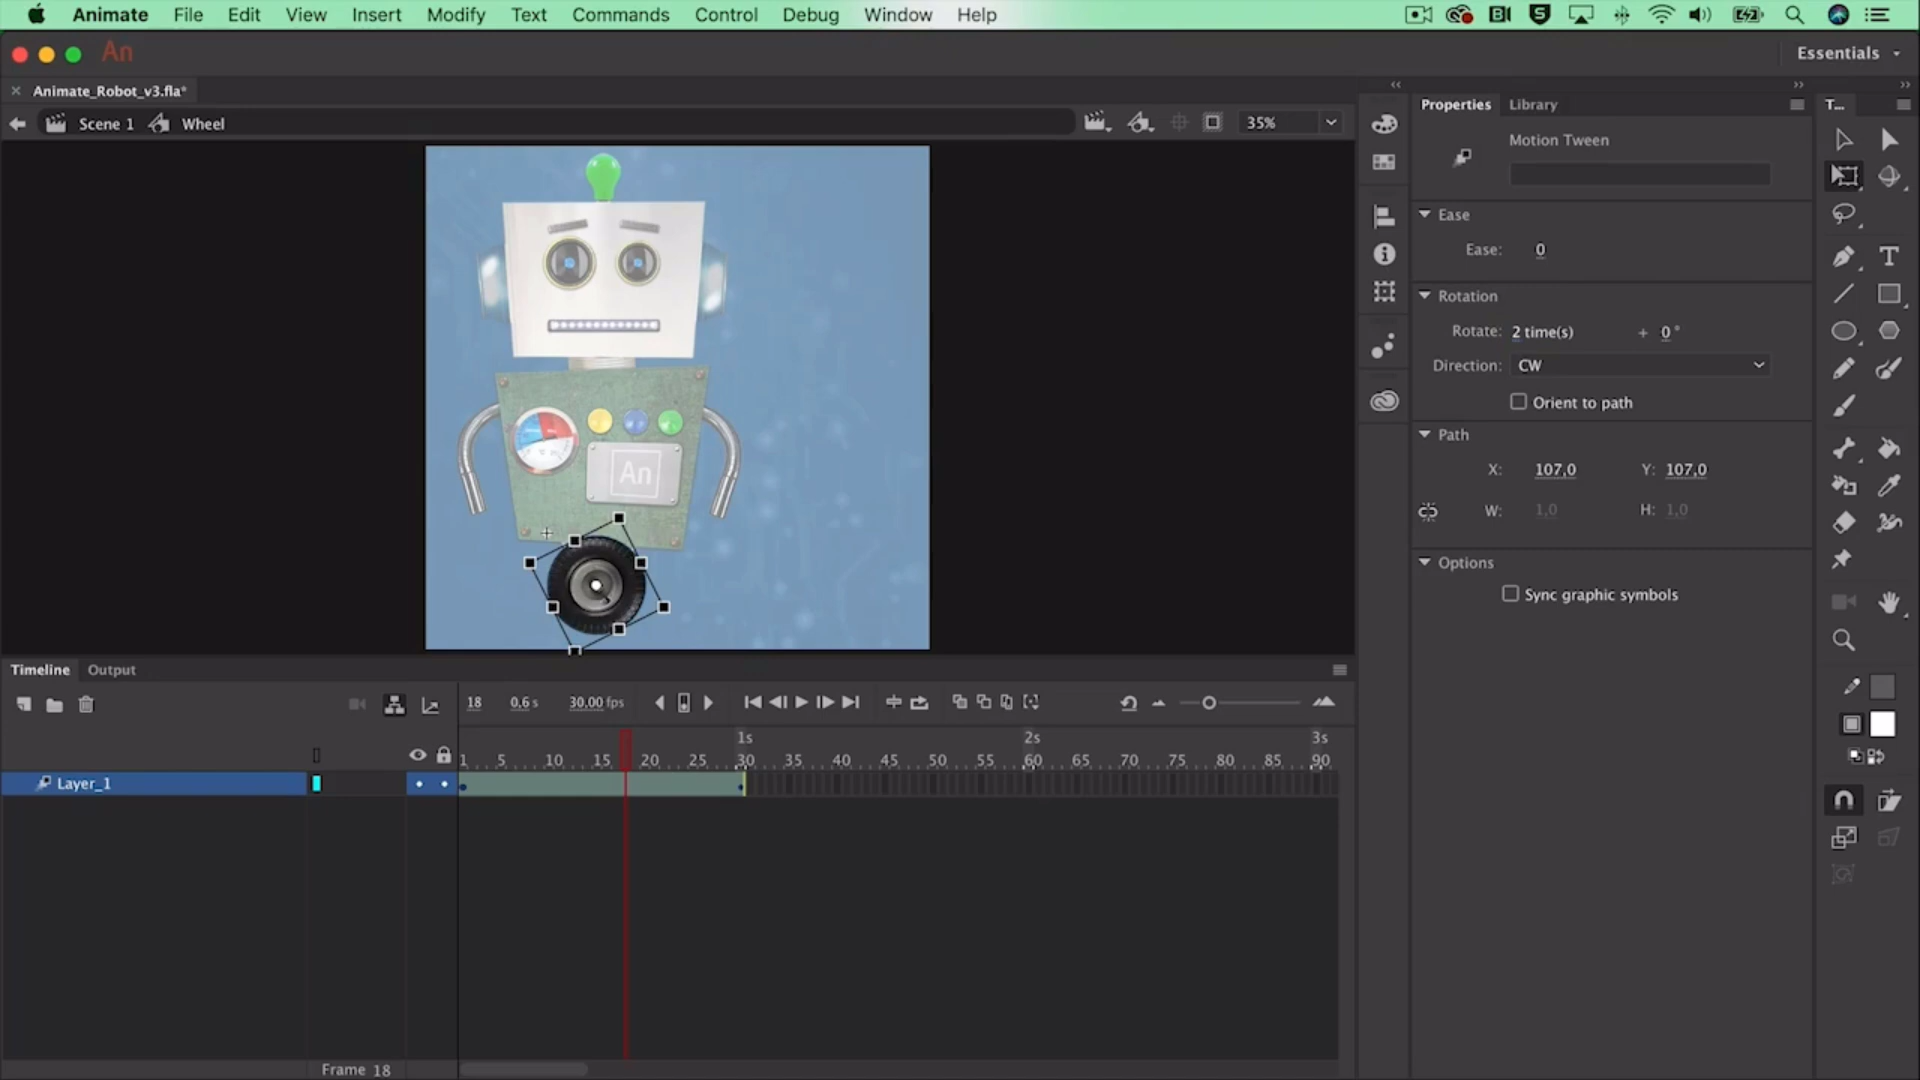 Animate File Edit View Insert Modify Text Commands Control Debug Window Help
An Essentials
Animate_Robot_v3.fla*
Scene 1 Wheel 35%
Properties Library T...
Motion Tween
Ease
Ease: 0
Rotation
Rotate: 2 time(s) + 0°
Direction: CW
Orient to path
Path
X: 107,0 Y: 107,0
W: 1,0 H: 1,0
Options
Sync graphic symbols
An
Timeline Output
18 0,6 s 30.00 fps
1s 2s 3s
1 5 10 15 20 25 30 35 40 45 50 55 60 65 70 75 80 85 90
Layer_1
Frame 18